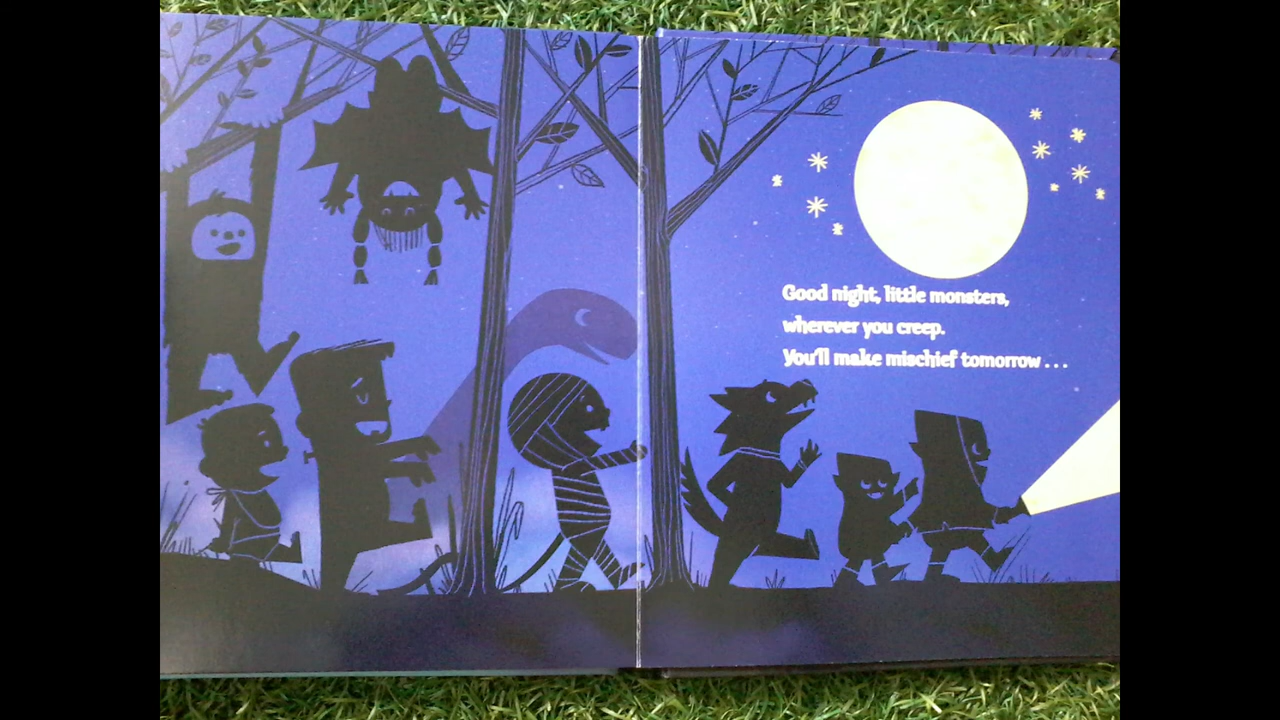 Good night, little monsters,
wherever you creep.
You'll make mischief tomorrow . . .